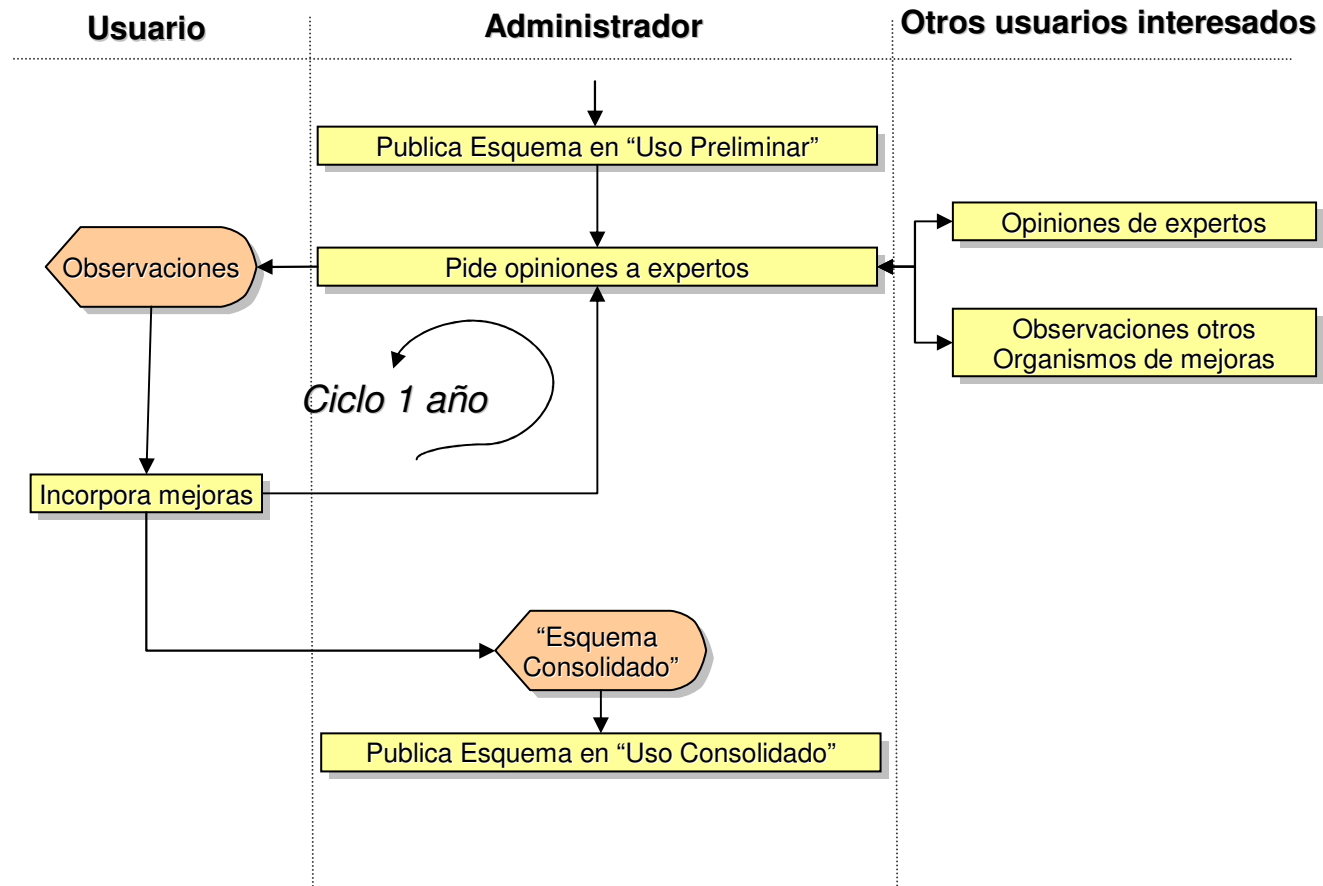 Usuario
Administrador
Otros usuarios interesados
Publica Esquema en “Uso Preliminar”
Opiniones de expertos
Observaciones
Pide opiniones a expertos
Observaciones otros
Organismos de mejoras
Ciclo 1 año
Incorpora mejoras
“Esquema
Consolidado”
Publica Esquema en “Uso Consolidado”